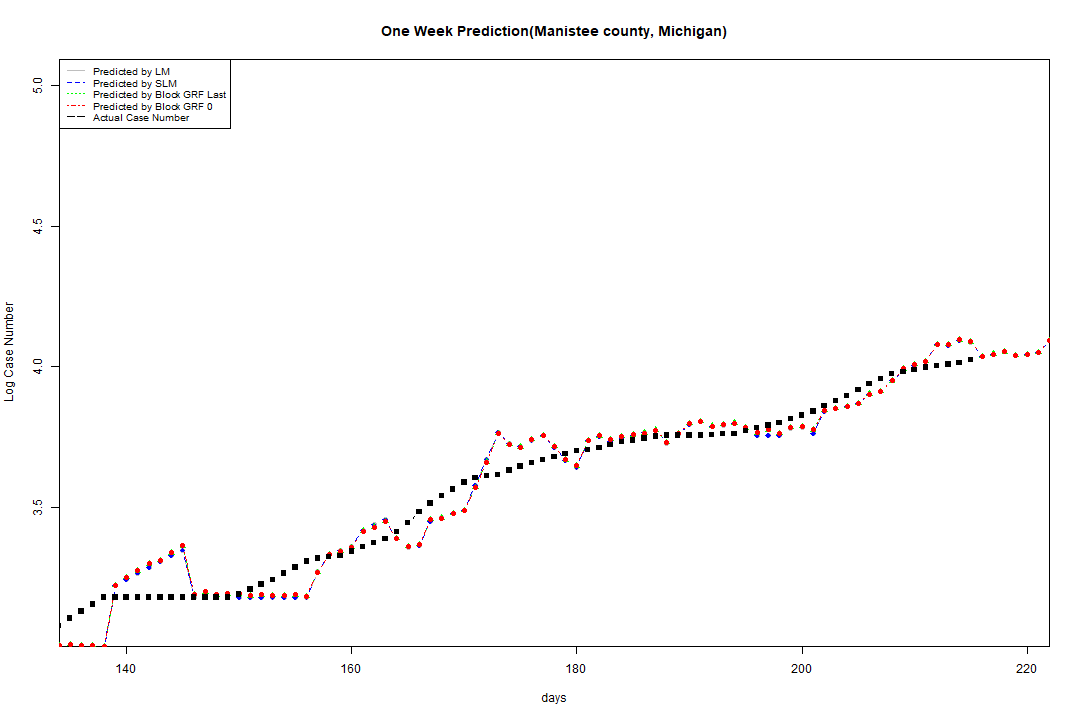 One Week Prediction(Manistee county, Michigan)
Predicted by LM
Predicted by SLM
Predicted by Block GRF Last
Predicted by Block GRF 0
Actual Case Number
5.0
4.5
4.0
3.5
Log Case Number
140 160 180 200 220
days